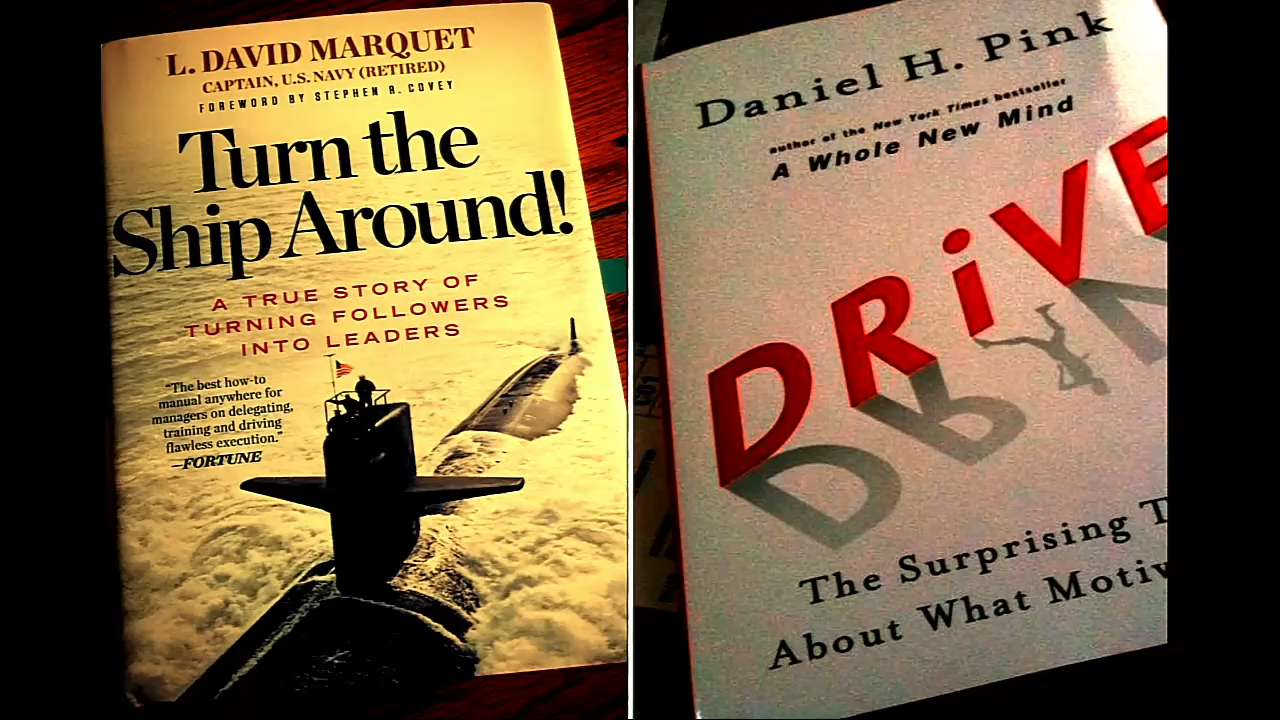 L. DAVID MARQUET
CAPTAIN, U.S. NAVY (RETIRED)
FOREWORD BY STEPHEN R. COVEY
Turn the
Ship Around!
A TRUE STORY OF
TURNING FOLLOWERS
INTO LEADERS
"The best how-to
manual anywhere for
managers on delegating,
training and driving
flawless execution."
—FORTUNE
Daniel H. Pink
author of the New York Times bestseller
A Whole New Mind
DRiVE
The Surprising T
About What Motiv